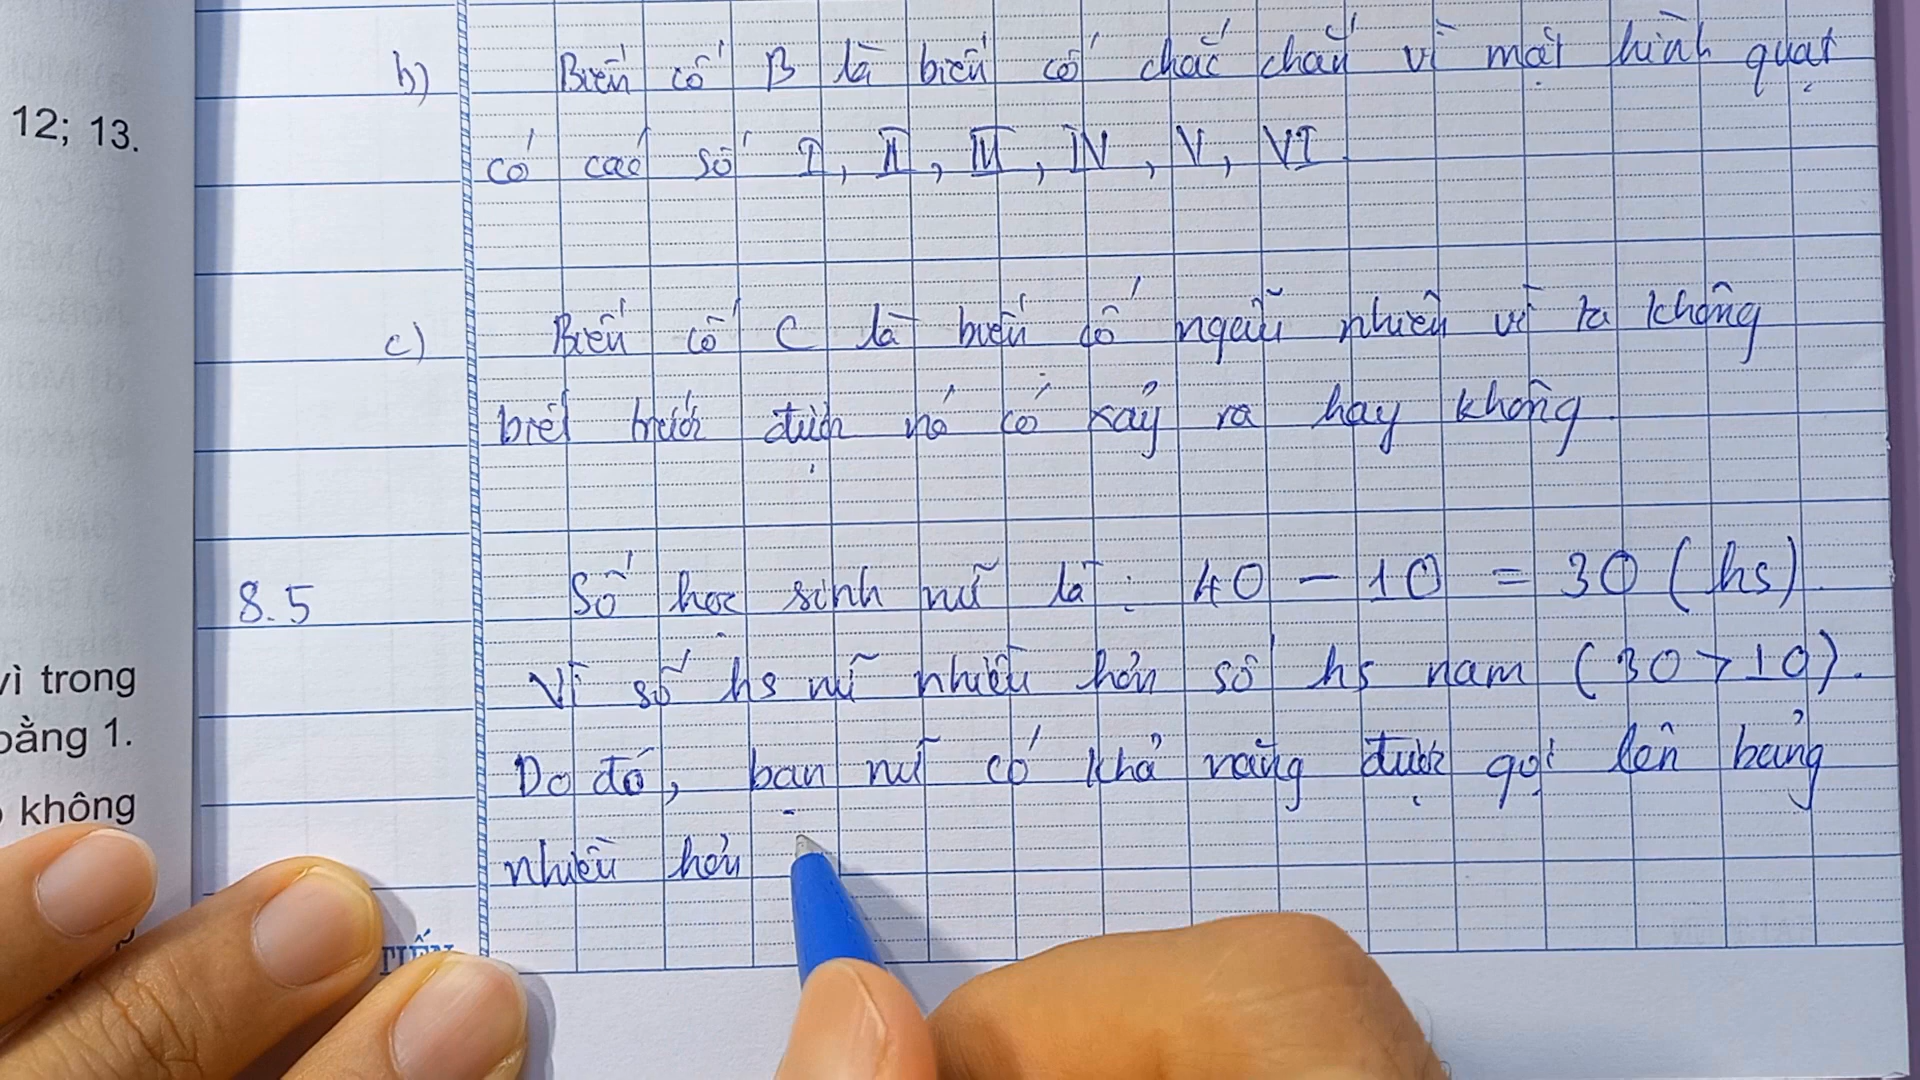 b) Biến cố B là biến cố chắc chắn vì mặt hình quạt
12; 13.
có các số I, II, III, IV, V, VI.
c) Biến cố C là biến cố ngẫu nhiên vì ta không
biết trước được nó có xảy ra hay không.
8.5 Số học sinh nữ là: 40 - 10 = 30 (hs).
vì trong
Vì số hs nữ nhiều hơn số hs nam (30 > 10).
bằng 1.
Do đó, bạn nữ có khả năng được gọi lên bảng
không
nhiều hơn
TIẾN